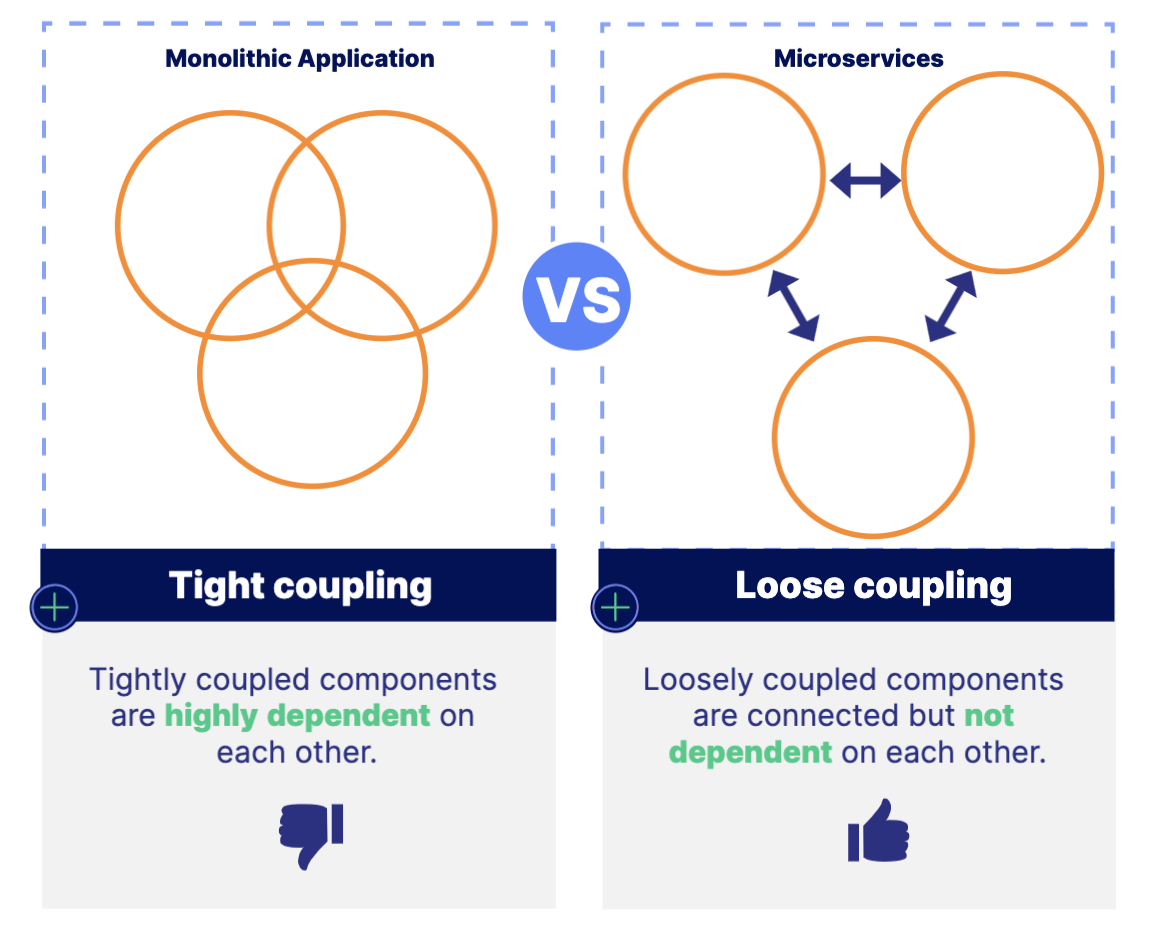 Monolithic Application
Microservices
VS
Tight coupling
Tightly coupled components
are highly dependent on
each other.
Loose coupling
Loosely coupled components
are connected but not
dependent on each other.